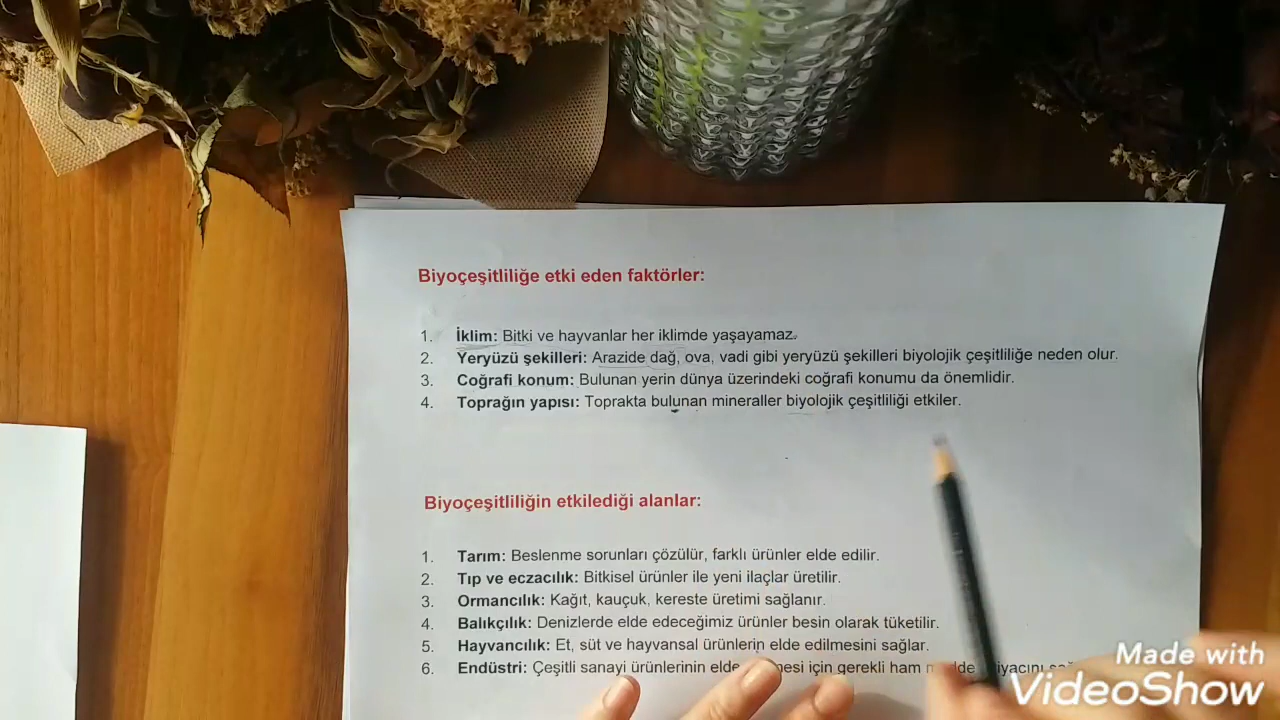 Biyoçeşitliliğe etki eden faktörler:
1. İklim: Bitki ve hayvanlar her iklimde yaşayamaz.
2. Yeryüzü şekilleri: Arazide dağ, ova, vadi gibi yeryüzü şekilleri biyolojik çeşitliliğe neden olur.
3. Coğrafi konum: Bulunan yerin dünya üzerindeki coğrafi konumu da önemlidir.
4. Toprağın yapısı: Toprakta bulunan mineraller biyolojik çeşitliliği etkiler.
Biyoçeşitliliğin etkilediği alanlar:
1. Tarım: Beslenme sorunları çözülür, farklı ürünler elde edilir.
2. Tıp ve eczacılık: Bitkisel ürünler ile yeni ilaçlar üretilir.
3. Ormancılık: Kağıt, kauçuk, kereste üretimi sağlanır.
4. Balıkçılık: Denizlerde elde edeceğimiz ürünler besin olarak tüketilir.
5. Hayvancılık: Et, süt ve hayvansal ürünlerin elde edilmesini sağlar.
6. Endüstri: Çeşitli sanayi ürünlerinin için gerekli ham
Made with
VideoShow